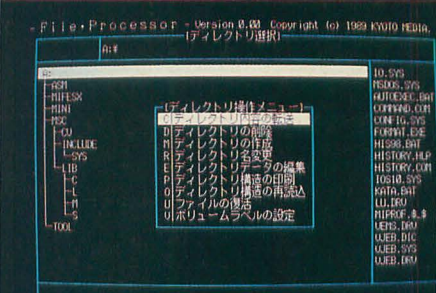 -File・Processor - Version 0.00 Copyright (c) 1989 KYOTO MEDIA.
[ディレクトリ選択]
A:¥
A:
ASM
MIFESX
MINI
MSC
CV
INCLUDE
SYS
LIB
C
L
M
S
TOOL
[ディレクトリ操作メニュー]
C ディレクトリ内容の転送
D ディレクトリの削除
M ディレクトリの作成
R ディレクトリ名変更
E ディレクトリデータの編集
P ディレクトリ構造の印刷
O ディレクトリ構造の再読込
U ファイルの復活
V ボリュームラベルの設定
IO.SYS
MSDOS.SYS
AUTOEXEC.BAT
COMMAND.COM
CONFIG.SYS
FORMAT.EXE
HIS98.BAT
HISTORY.HLP
HISTORY.COM
IOS10.SYS
KATA.BAT
LU.DRV
MIPROF.$_$
VEMS.DRV
VJEB.DIC
VJEB.SYS
VJEB.DRV